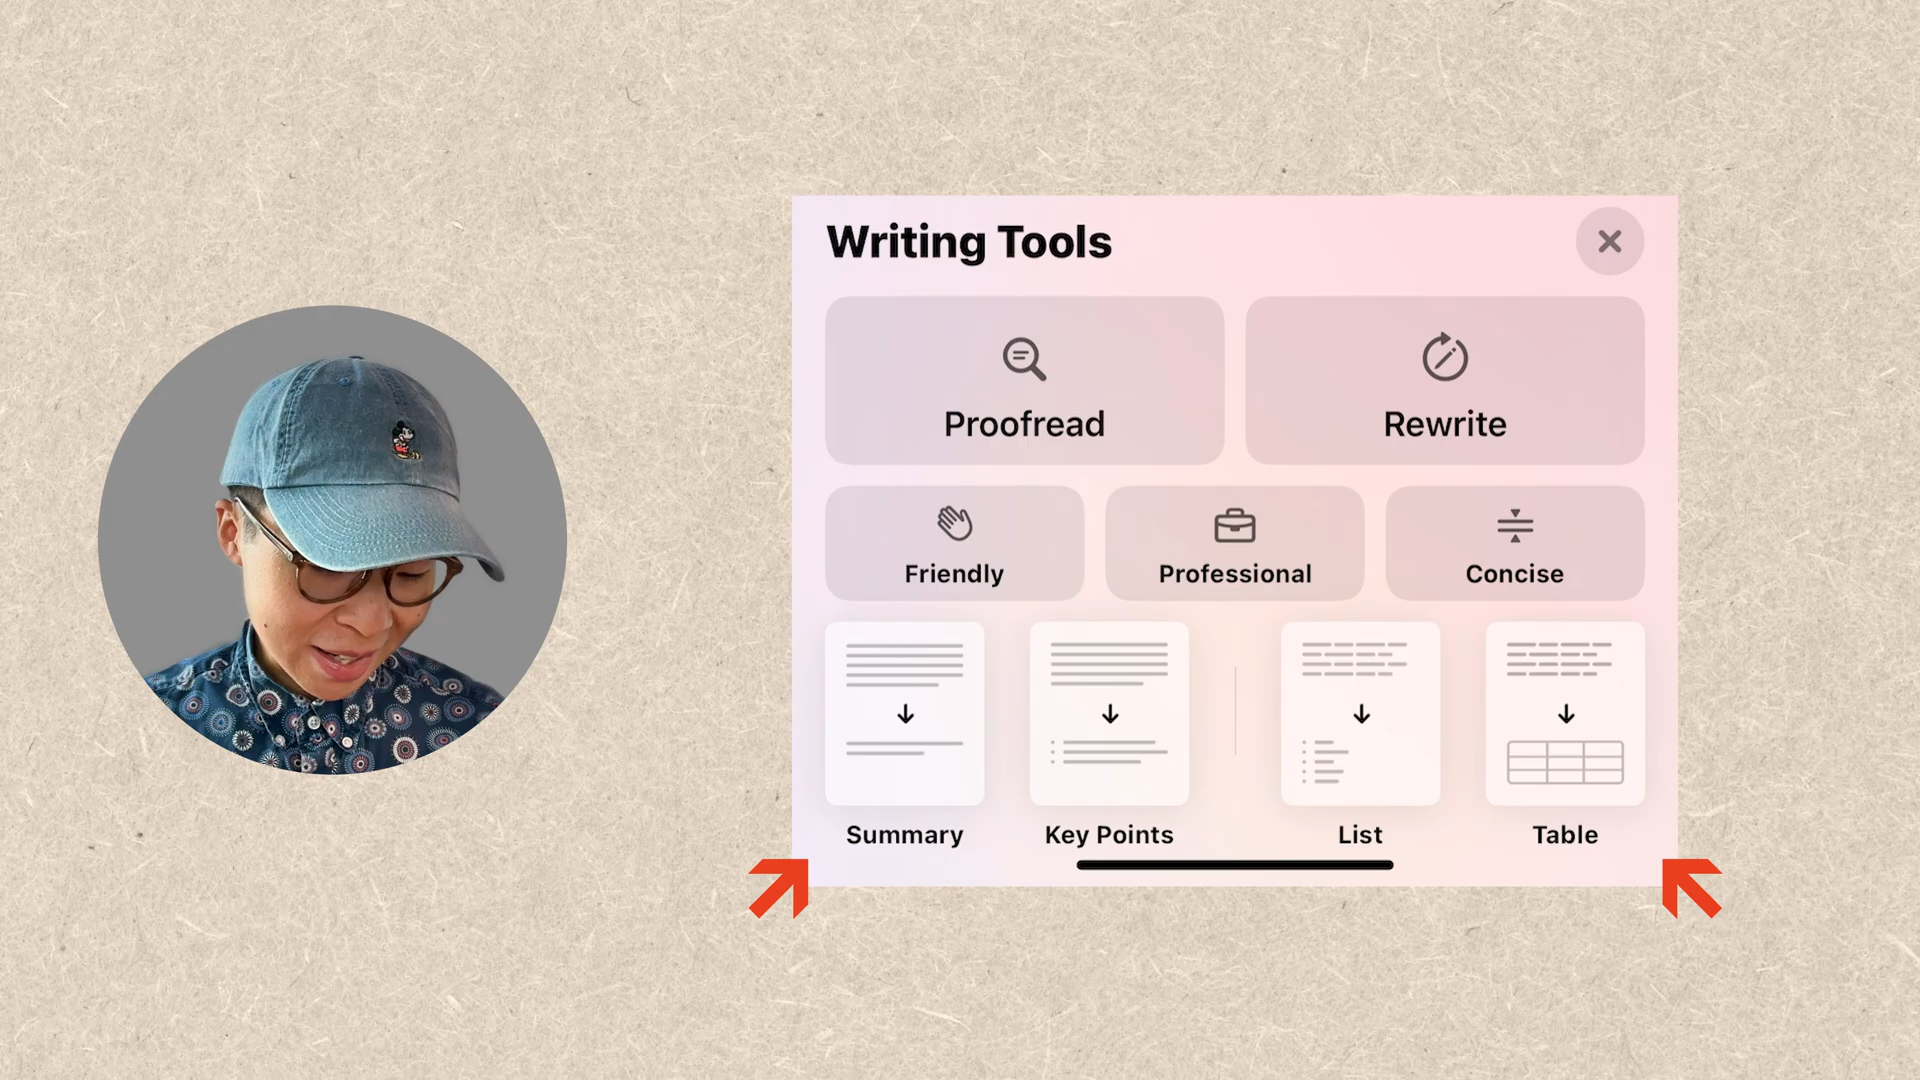 Writing Tools
Proofread Rewrite
Friendly Professional Concise
Summary Key Points List Table